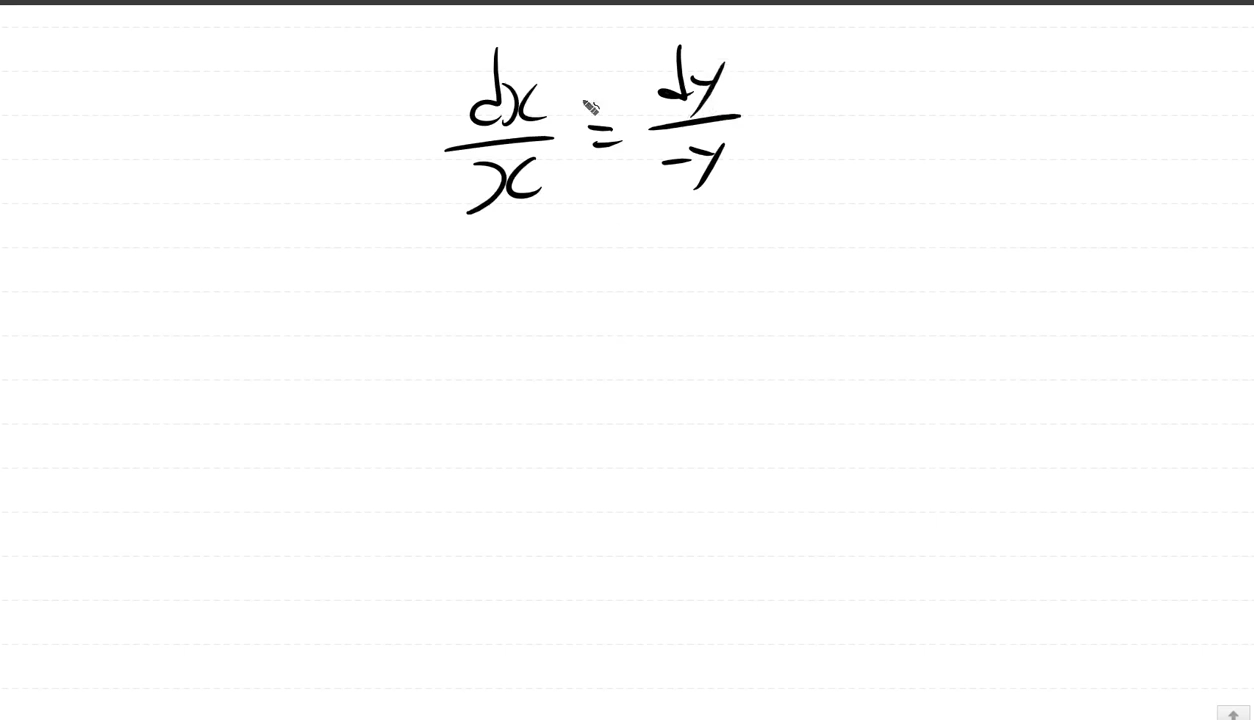 dx/x = dy/-y